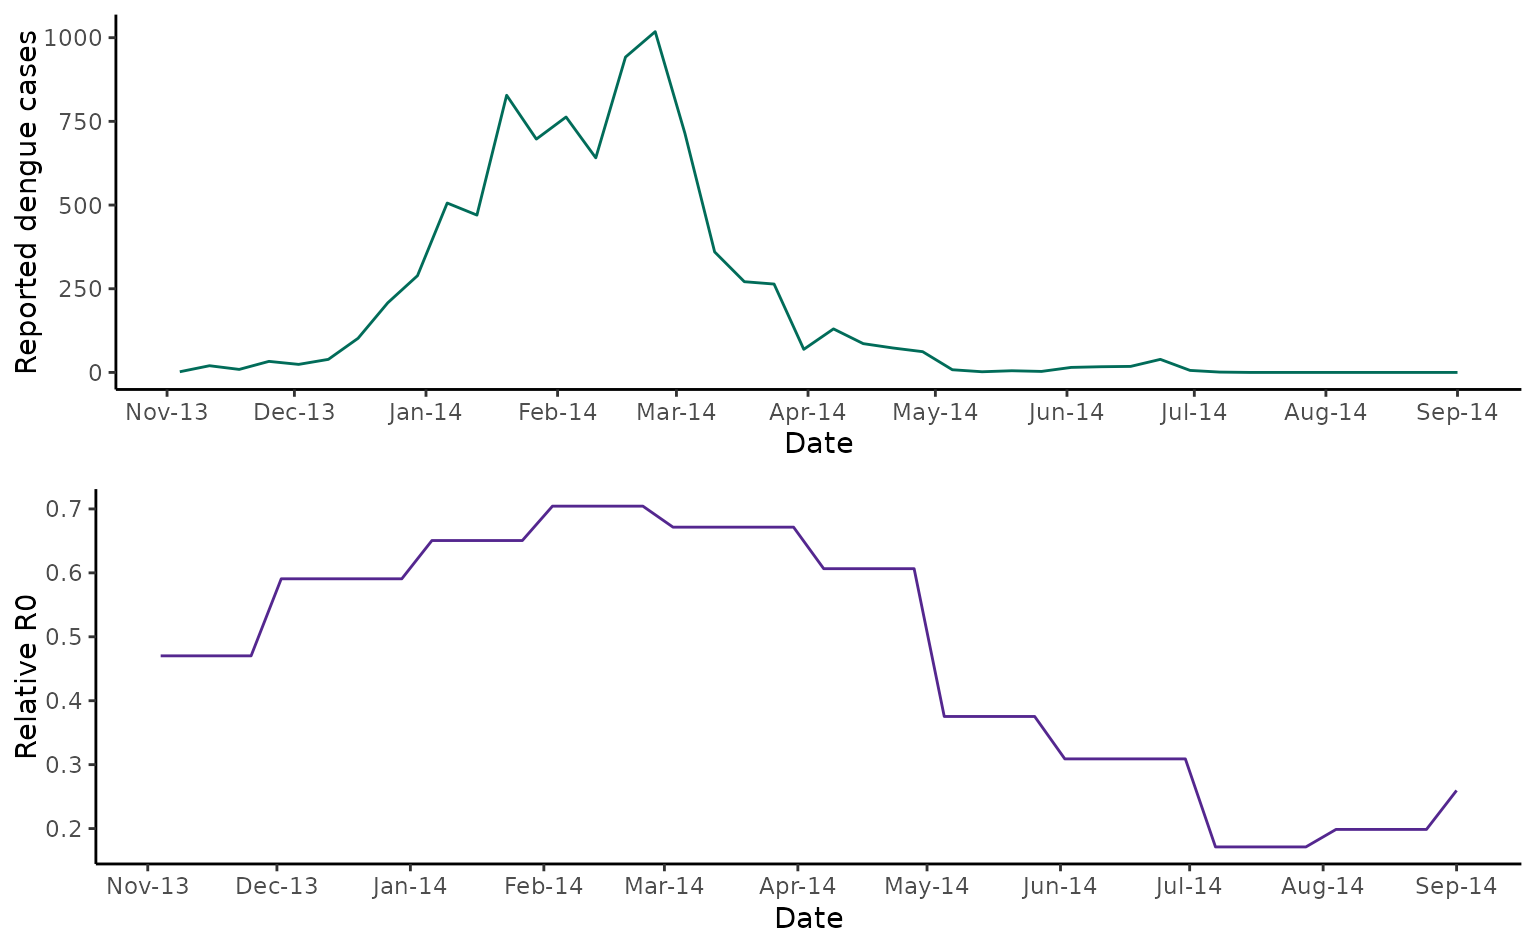 Reported dengue cases
1000
750
500
250
0
Nov-13 Dec-13 Jan-14 Feb-14 Mar-14 Apr-14 May-14 Jun-14 Jul-14 Aug-14 Sep-14
Date
Relative R0
0.7
0.6
0.5
0.4
0.3
0.2
Nov-13 Dec-13 Jan-14 Feb-14 Mar-14 Apr-14 May-14 Jun-14 Jul-14 Aug-14 Sep-14
Date